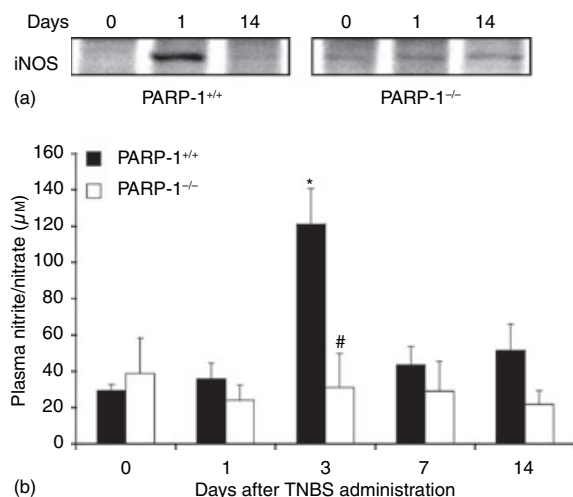 Days 0 1 14 0 1 14
iNOS
(a) PARP-1+/+ PARP-1–/–
160
140
120
100
80
60
40
20
0
Plasma nitrite/nitrate (µM)
PARP-1+/+
PARP-1–/–
*
#
0 1 3 7 14
(b) Days after TNBS administration